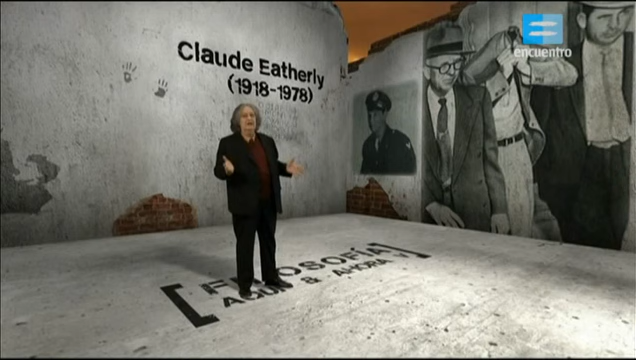 encuentro
Claude Eatherly
(1918-1978)
[FILOSOFÍA
AQUÍ & AHORA]